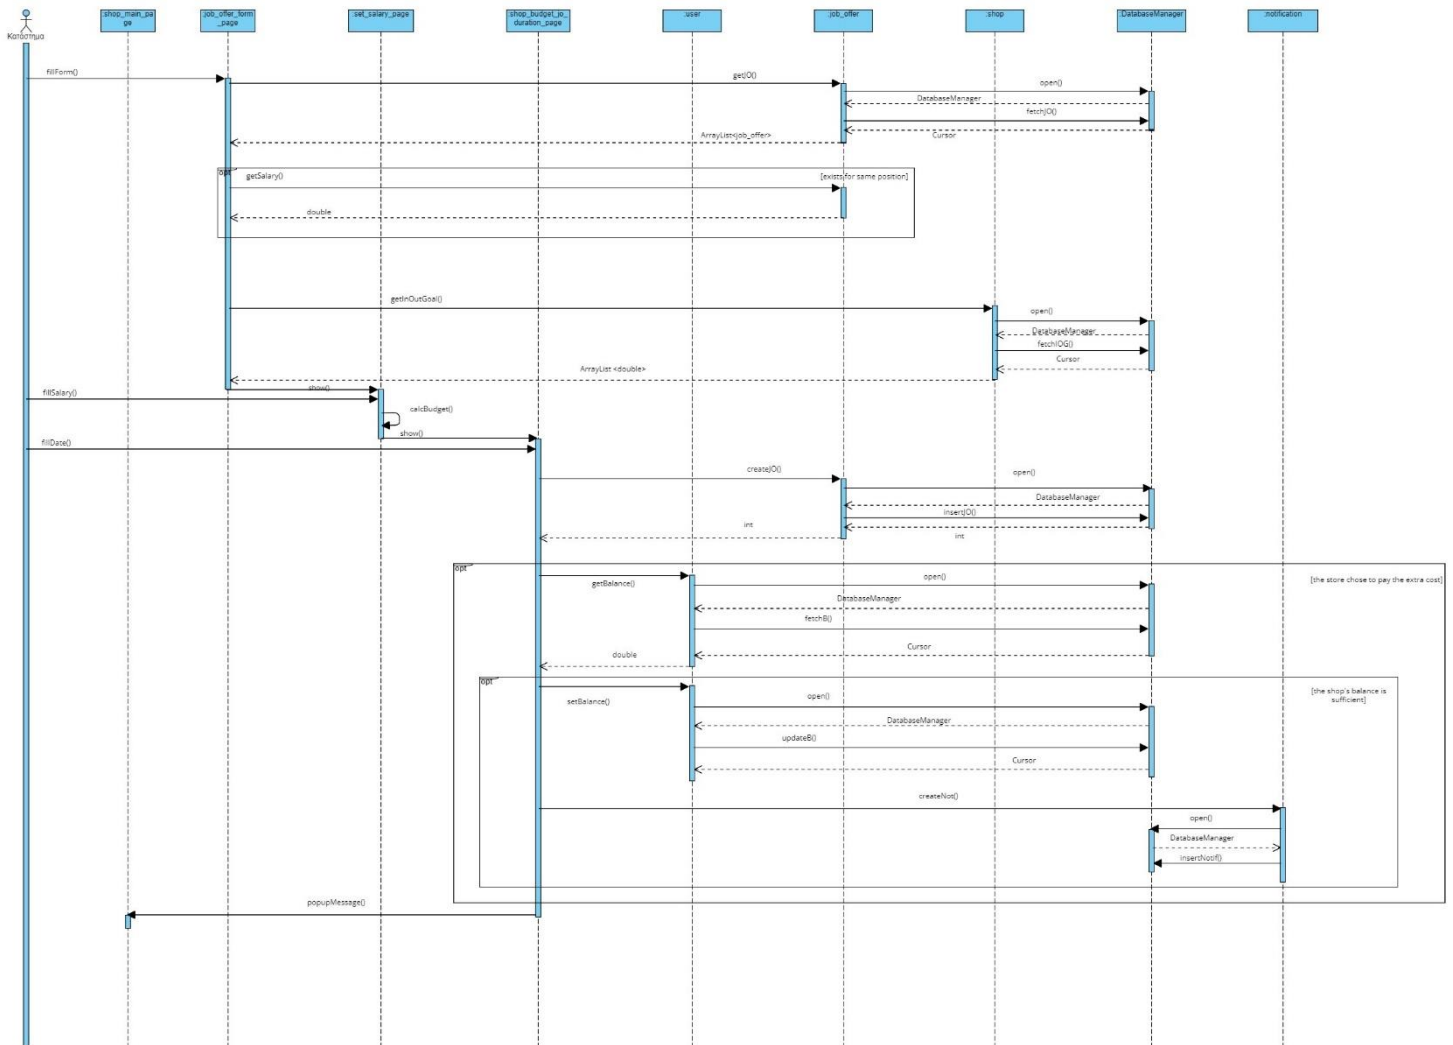 :shop_main_pa
ge
:job_offer_form
_page
:set_salary_page
:shop_budget_jo_
duration_page
:user
:job_offer
:shop
:DatabaseManager
:notification
Κατάστημα
fillForm()
getJO()
open()
DatabaseManager
fetchJO()
Cursor
ArrayList<job_offer>
opt
getSalary()
[exists for same position]
double
getInOutGoal()
open()
DatabaseManager
fetchIOG()
Cursor
ArrayList <double>
show()
fillSalary()
calcBudget()
show()
fillDate()
createJO()
open()
DatabaseManager
insertJO()
int
int
opt
[the store chose to pay the extra cost]
getBalance()
open()
DatabaseManager
fetchB()
Cursor
double
opt
[the shop's balance is
sufficient]
setBalance()
open()
DatabaseManager
updateB()
Cursor
createNot()
open()
DatabaseManager
insertNotif()
popupMessage()